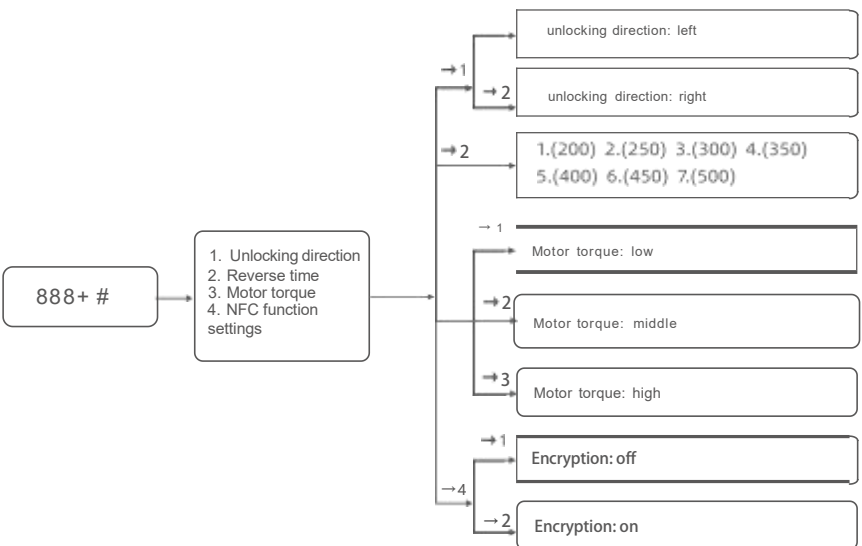 888+ #
1. Unlocking direction
2. Reverse time
3. Motor torque
4. NFC function
settings
→1
unlocking direction: left
→2
unlocking direction: right
→2
1.(200) 2.(250) 3.(300) 4.(350)
5.(400) 6.(450) 7.(500)
→ 1
Motor torque: low
→2
Motor torque: middle
→3
Motor torque: high
→4
→1
Encryption: off
→2
Encryption: on